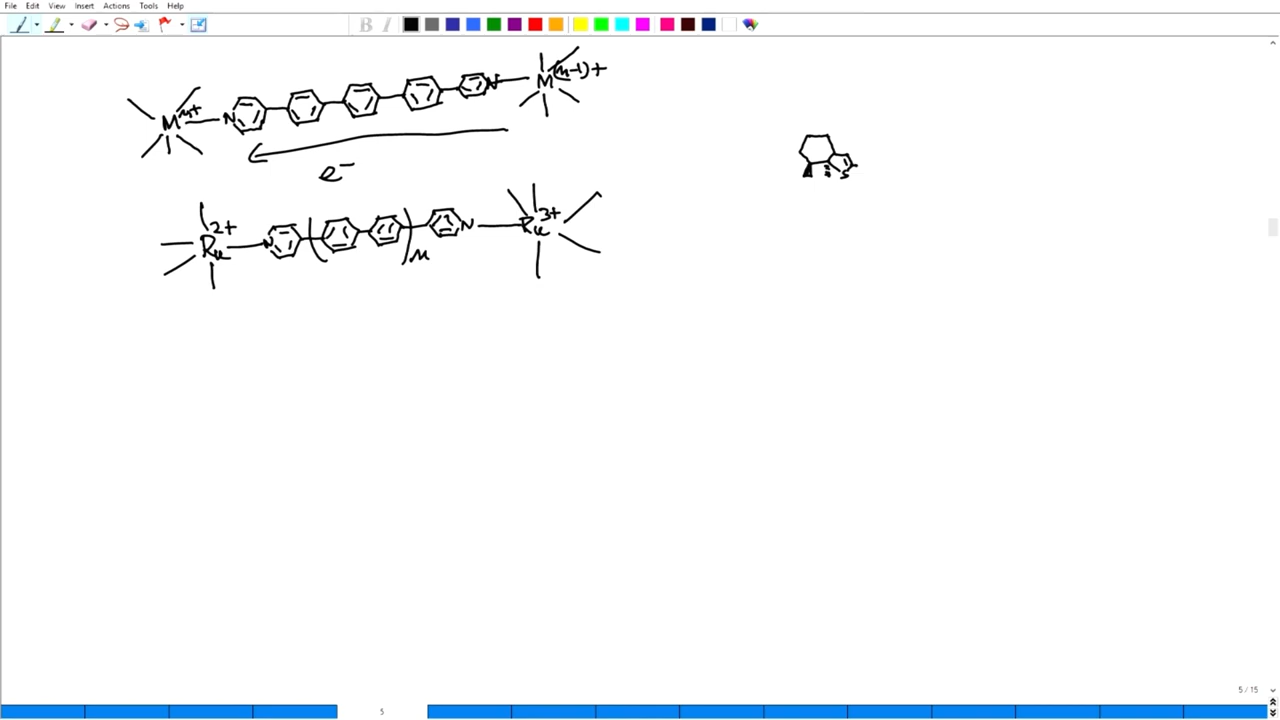 File Edit View Insert Actions Tools Help
B I
M n+ N N M (n-1)+
e-
S
Ru 2+ N ( ) n N Ru 3+
5 / 15
5